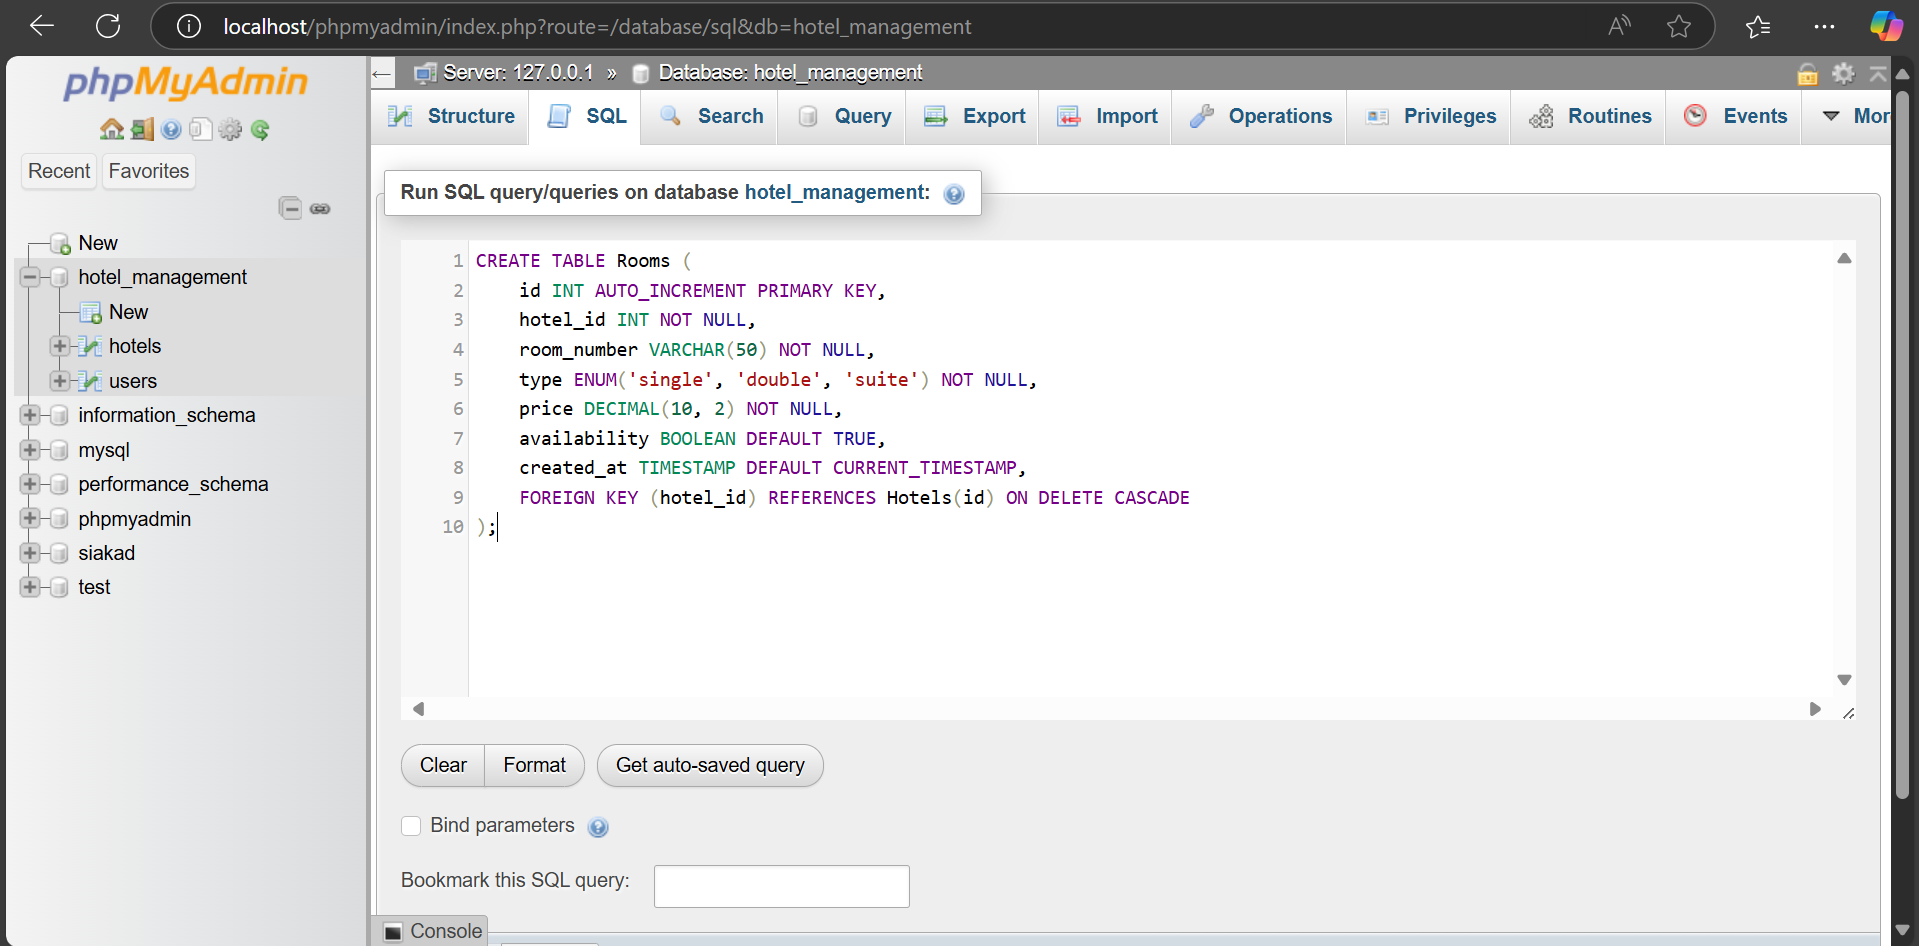 localhost/phpmyadmin/index.php?route=/database/sql&db=hotel_management
phpMyAdmin
Recent
Favorites
New
hotel_management
New
hotels
users
information_schema
mysql
performance_schema
phpmyadmin
siakad
test
Server: 127.0.0.1 » Database: hotel_management
Structure
SQL
Search
Query
Export
Import
Operations
Privileges
Routines
Events
Mor
Run SQL query/queries on database hotel_management:
1 CREATE TABLE Rooms (
2     id INT AUTO_INCREMENT PRIMARY KEY,
3     hotel_id INT NOT NULL,
4     room_number VARCHAR(50) NOT NULL,
5     type ENUM('single', 'double', 'suite') NOT NULL,
6     price DECIMAL(10, 2) NOT NULL,
7     availability BOOLEAN DEFAULT TRUE,
8     created_at TIMESTAMP DEFAULT CURRENT_TIMESTAMP,
9     FOREIGN KEY (hotel_id) REFERENCES Hotels(id) ON DELETE CASCADE
10 );
Clear
Format
Get auto-saved query
Bind parameters
Bookmark this SQL query:
Console